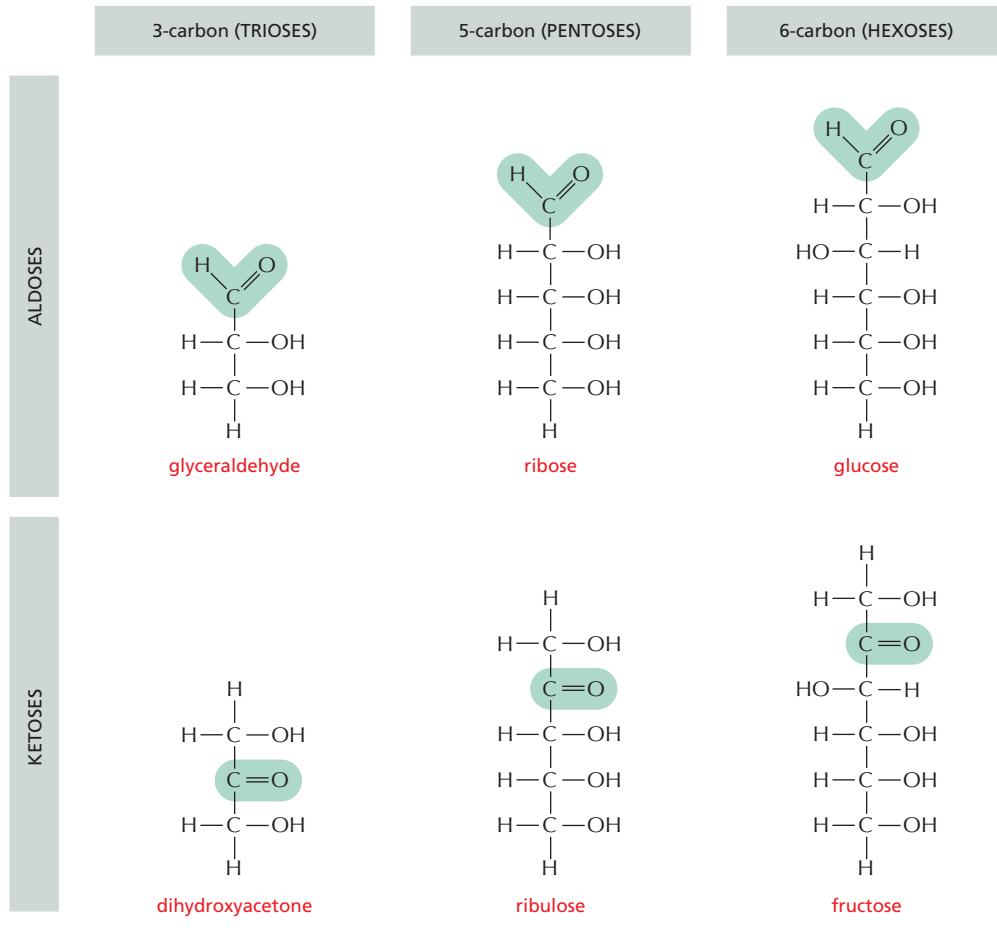 3-carbon (TRIOSES)
5-carbon (PENTOSES)
6-carbon (HEXOSES)
ALDOSES
H O
C
H—C—OH
H—C—OH
H
glyceraldehyde
H O
C
H—C—OH
H—C—OH
H—C—OH
H—C—OH
H
ribose
H O
C
H—C—OH
HO—C—H
H—C—OH
H—C—OH
H—C—OH
H
glucose
KETOSES
H
H—C—OH
C=O
H—C—OH
H
dihydroxyacetone
H
H—C—OH
C=O
H—C—OH
H—C—OH
H—C—OH
H
ribulose
H
H—C—OH
C=O
HO—C—H
H—C—OH
H—C—OH
H—C—OH
H
fructose